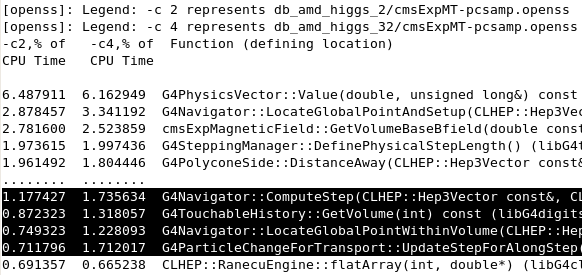 [openss]: Legend: -c 2 represents db_amd_higgs_2/cmsExpMT-pcsamp.openss
[openss]: Legend: -c 4 represents db_amd_higgs_32/cmsExpMT-pcsamp.openss
-c2,% of -c4,% of Function (defining location)
CPU Time CPU Time
6.487911 6.162949 G4PhysicsVector::Value(double, unsigned long&) const
2.878457 3.341192 G4Navigator::LocateGlobalPointAndSetup(CLHEP::Hep3Vec
2.781600 2.523859 cmsExpMagneticField::GetVolumeBaseBfield(double cons
1.973615 1.997436 G4SteppingManager::DefinePhysicalStepLength() (libG4t
1.961492 1.804446 G4PolyconeSide::DistanceAway(CLHEP::Hep3Vector const&
........ ........
1.177427 1.735634 G4Navigator::ComputeStep(CLHEP::Hep3Vector const&, CL
0.872323 1.318057 G4TouchableHistory::GetVolume(int) const (libG4digits
0.749323 1.228093 G4Navigator::LocateGlobalPointWithinVolume(CLHEP::Hep
0.711796 1.712017 G4ParticleChangeForTransport::UpdateStepForAlongStep(
0.691357 0.665238 CLHEP::RanecuEngine::flatArray(int, double*) (libG4c